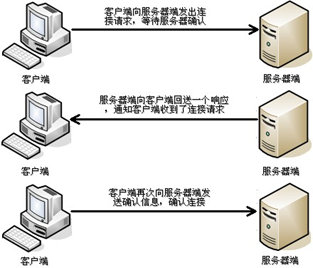 客户端向服务器端发出连
接请求，等待服务器确认
客户端
服务器端
服务器端向客户端回送一个响应
，通知客户端收到了连接请求
客户端
服务器端
客户端再次向服务器端发
送确认信息，确认连接
客户端
服务器端